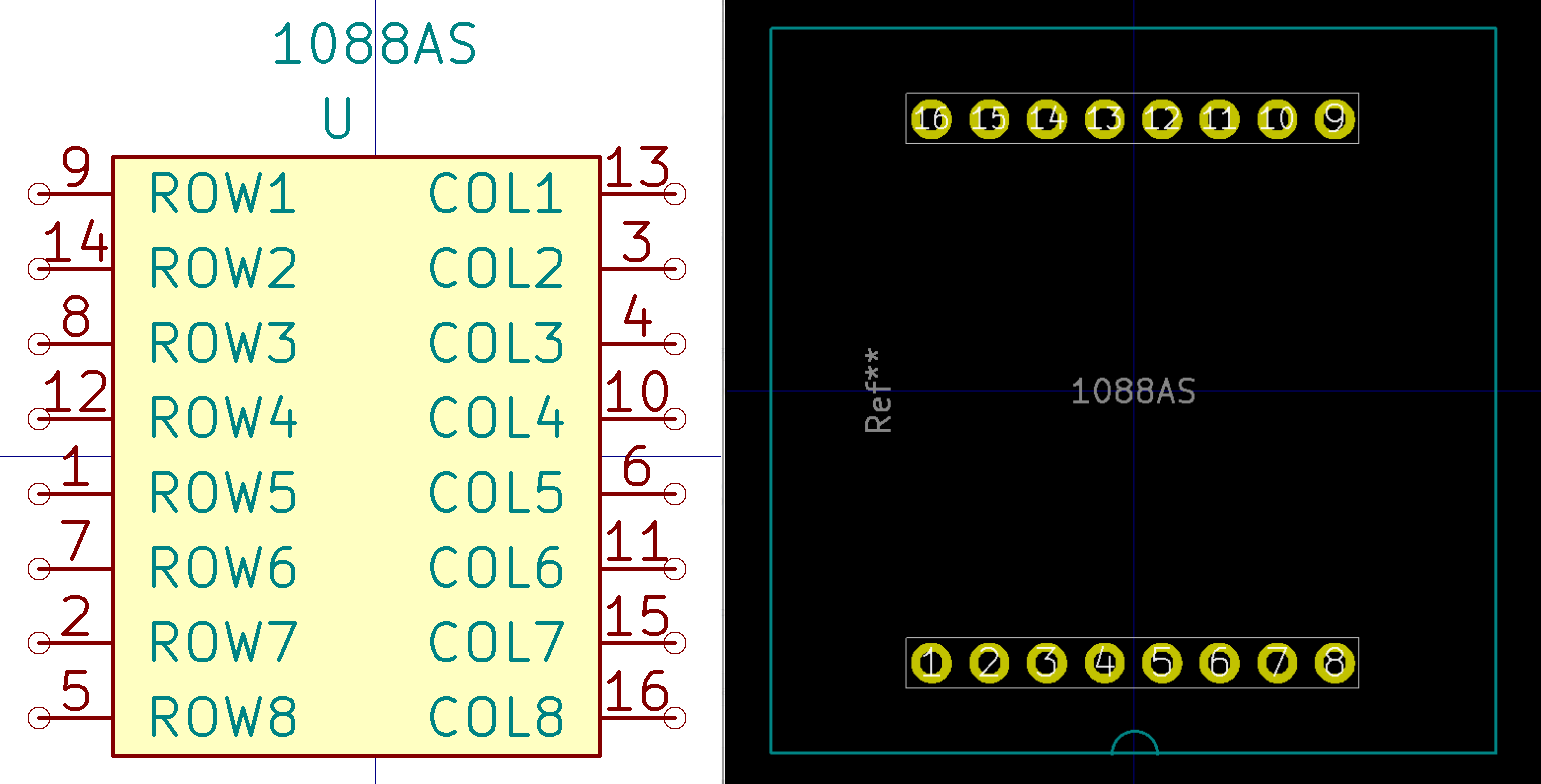 1088AS
U
9 ROW1 COL1 13
14 ROW2 COL2 3
8 ROW3 COL3 4
12 ROW4 COL4 10
1 ROW5 COL5 6
7 ROW6 COL6 11
2 ROW7 COL7 15
5 ROW8 COL8 16
16 15 14 13 12 11 10 9
Ref**
1088AS
1 2 3 4 5 6 7 8